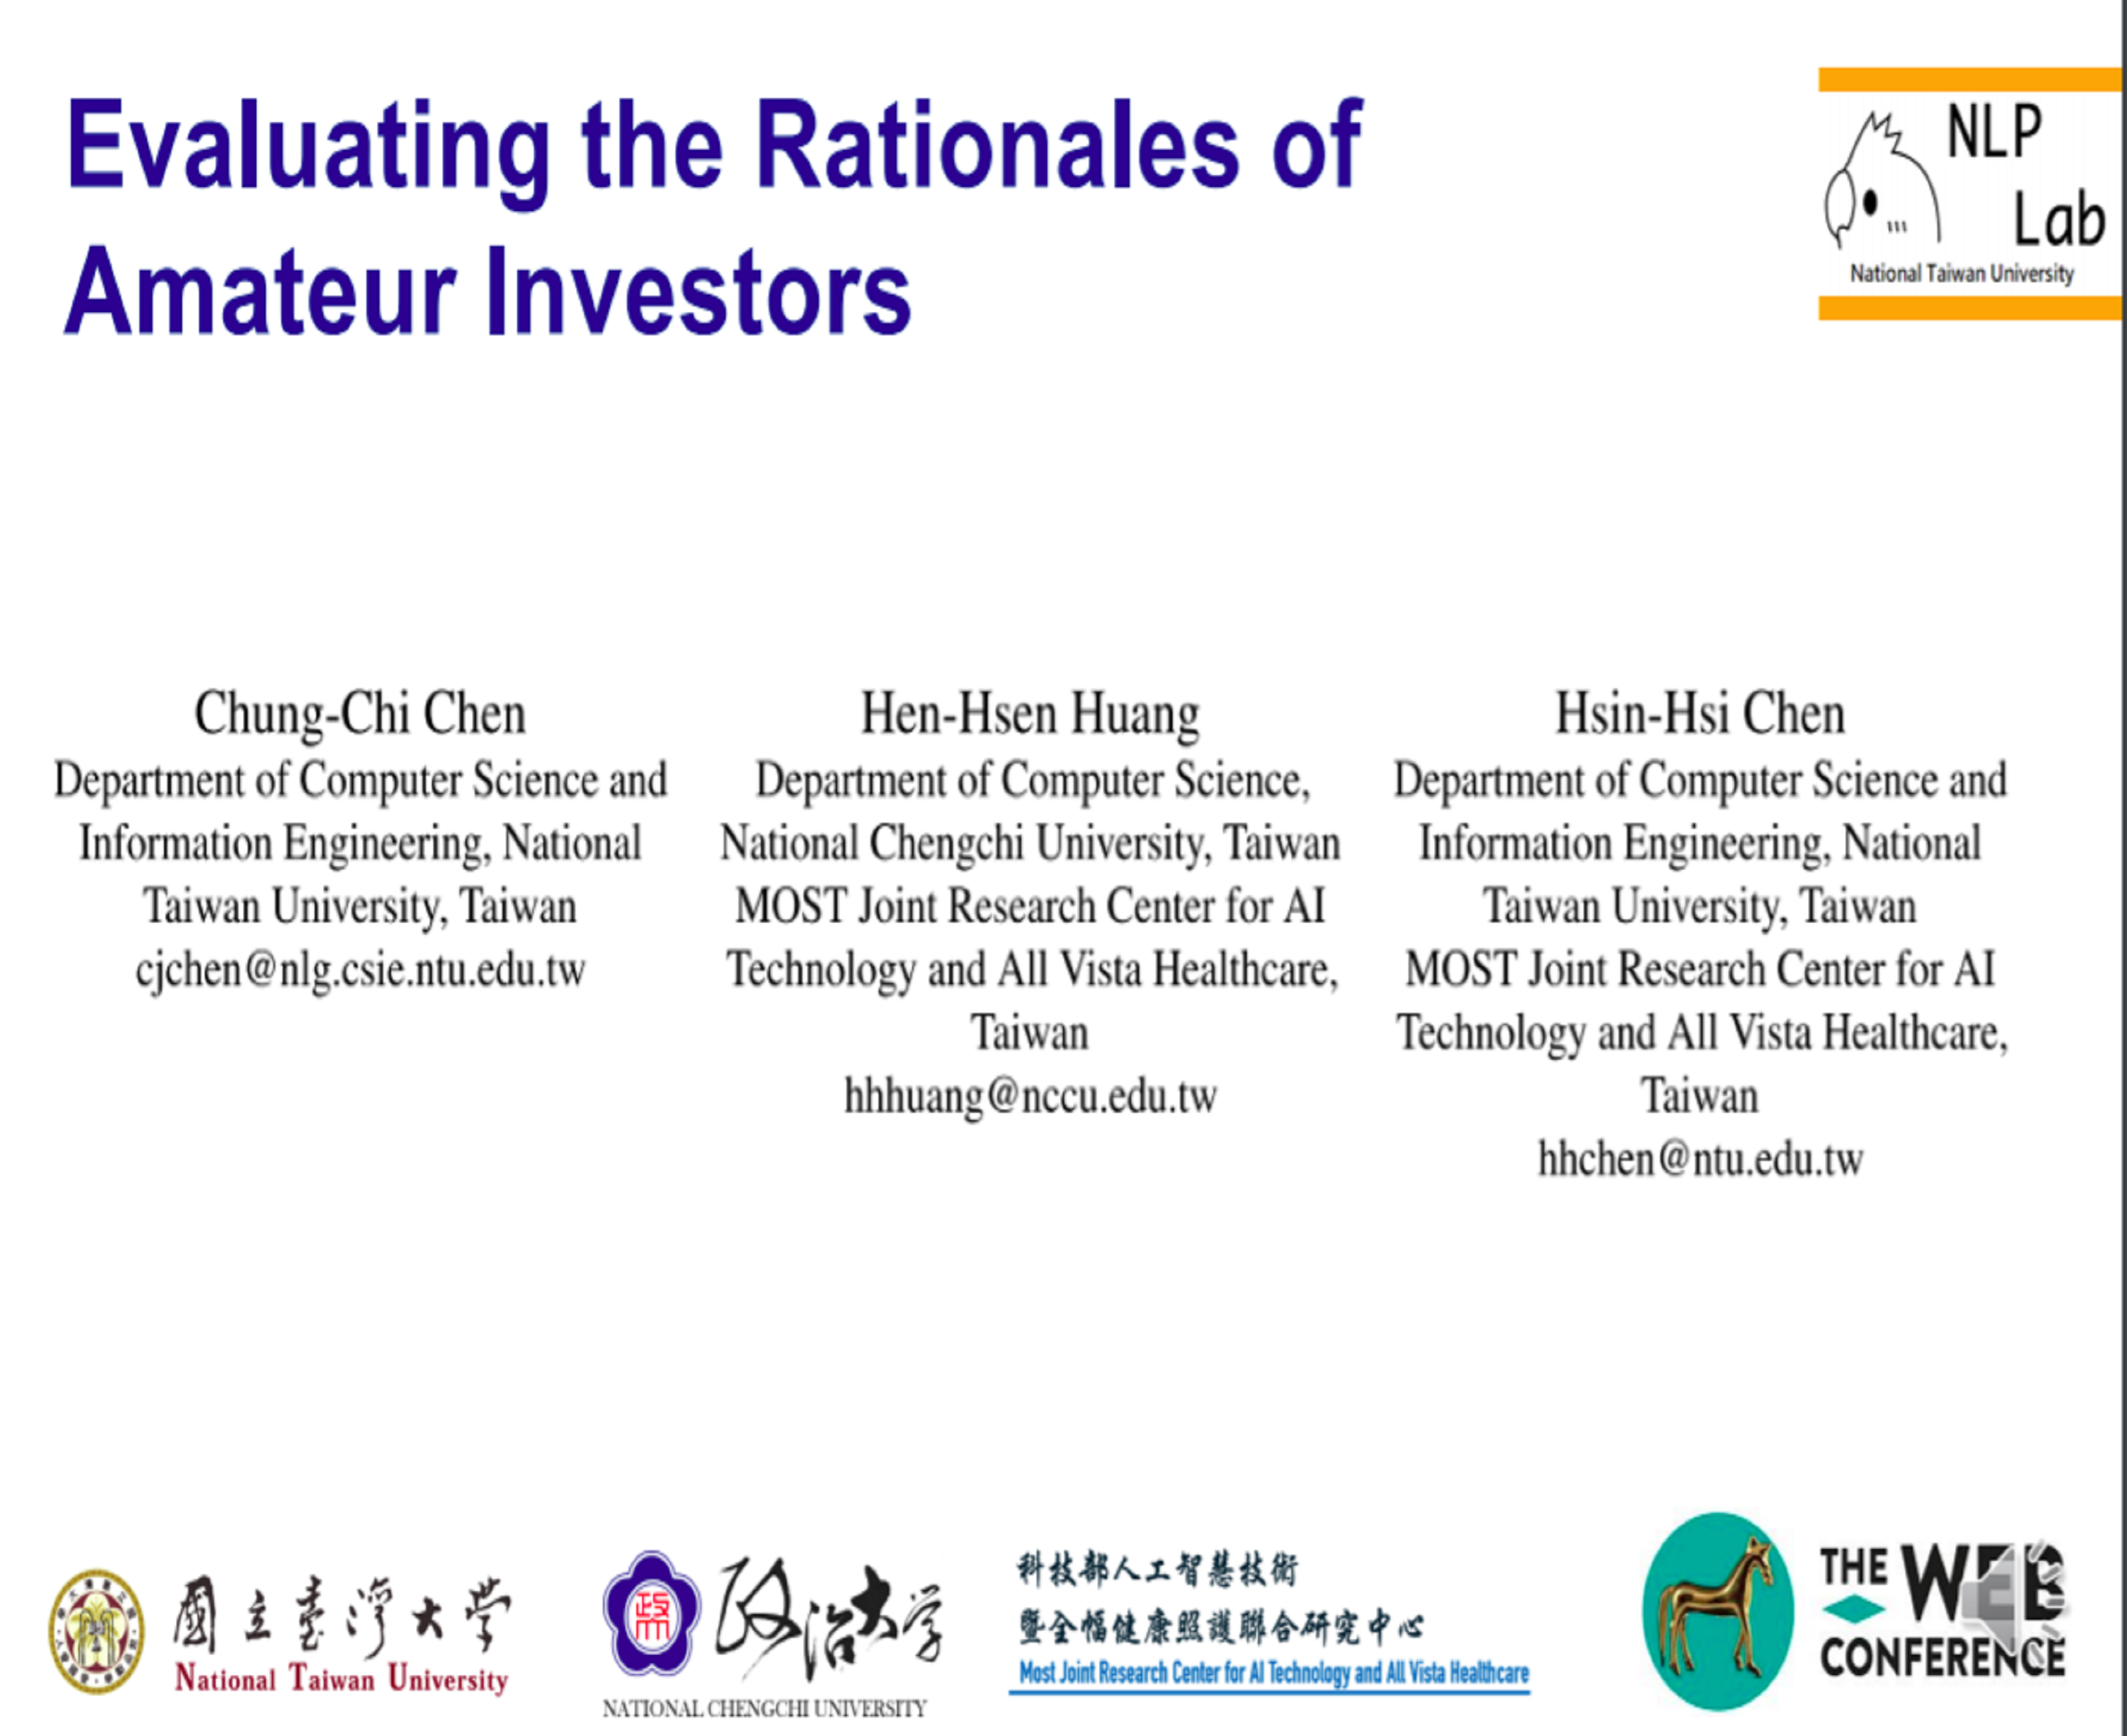 Evaluating the Rationales of
Amateur Investors
NLP
Lab
National Taiwan University
Chung-Chi Chen
Department of Computer Science and
Information Engineering, National
Taiwan University, Taiwan
cjchen@nlg.csie.ntu.edu.tw
Hen-Hsen Huang
Department of Computer Science,
National Chengchi University, Taiwan
MOST Joint Research Center for AI
Technology and All Vista Healthcare,
Taiwan
hhhuang@nccu.edu.tw
Hsin-Hsi Chen
Department of Computer Science and
Information Engineering, National
Taiwan University, Taiwan
MOST Joint Research Center for AI
Technology and All Vista Healthcare,
Taiwan
hhchen@ntu.edu.tw
國立臺灣大學
National Taiwan University
政治大学
NATIONAL CHENGCHI UNIVERSITY
科技部人工智慧技術
暨全幅健康照護聯合研究中心
Most Joint Research Center for AI Technology and All Vista Healthcare
THE WEB
CONFERENCE